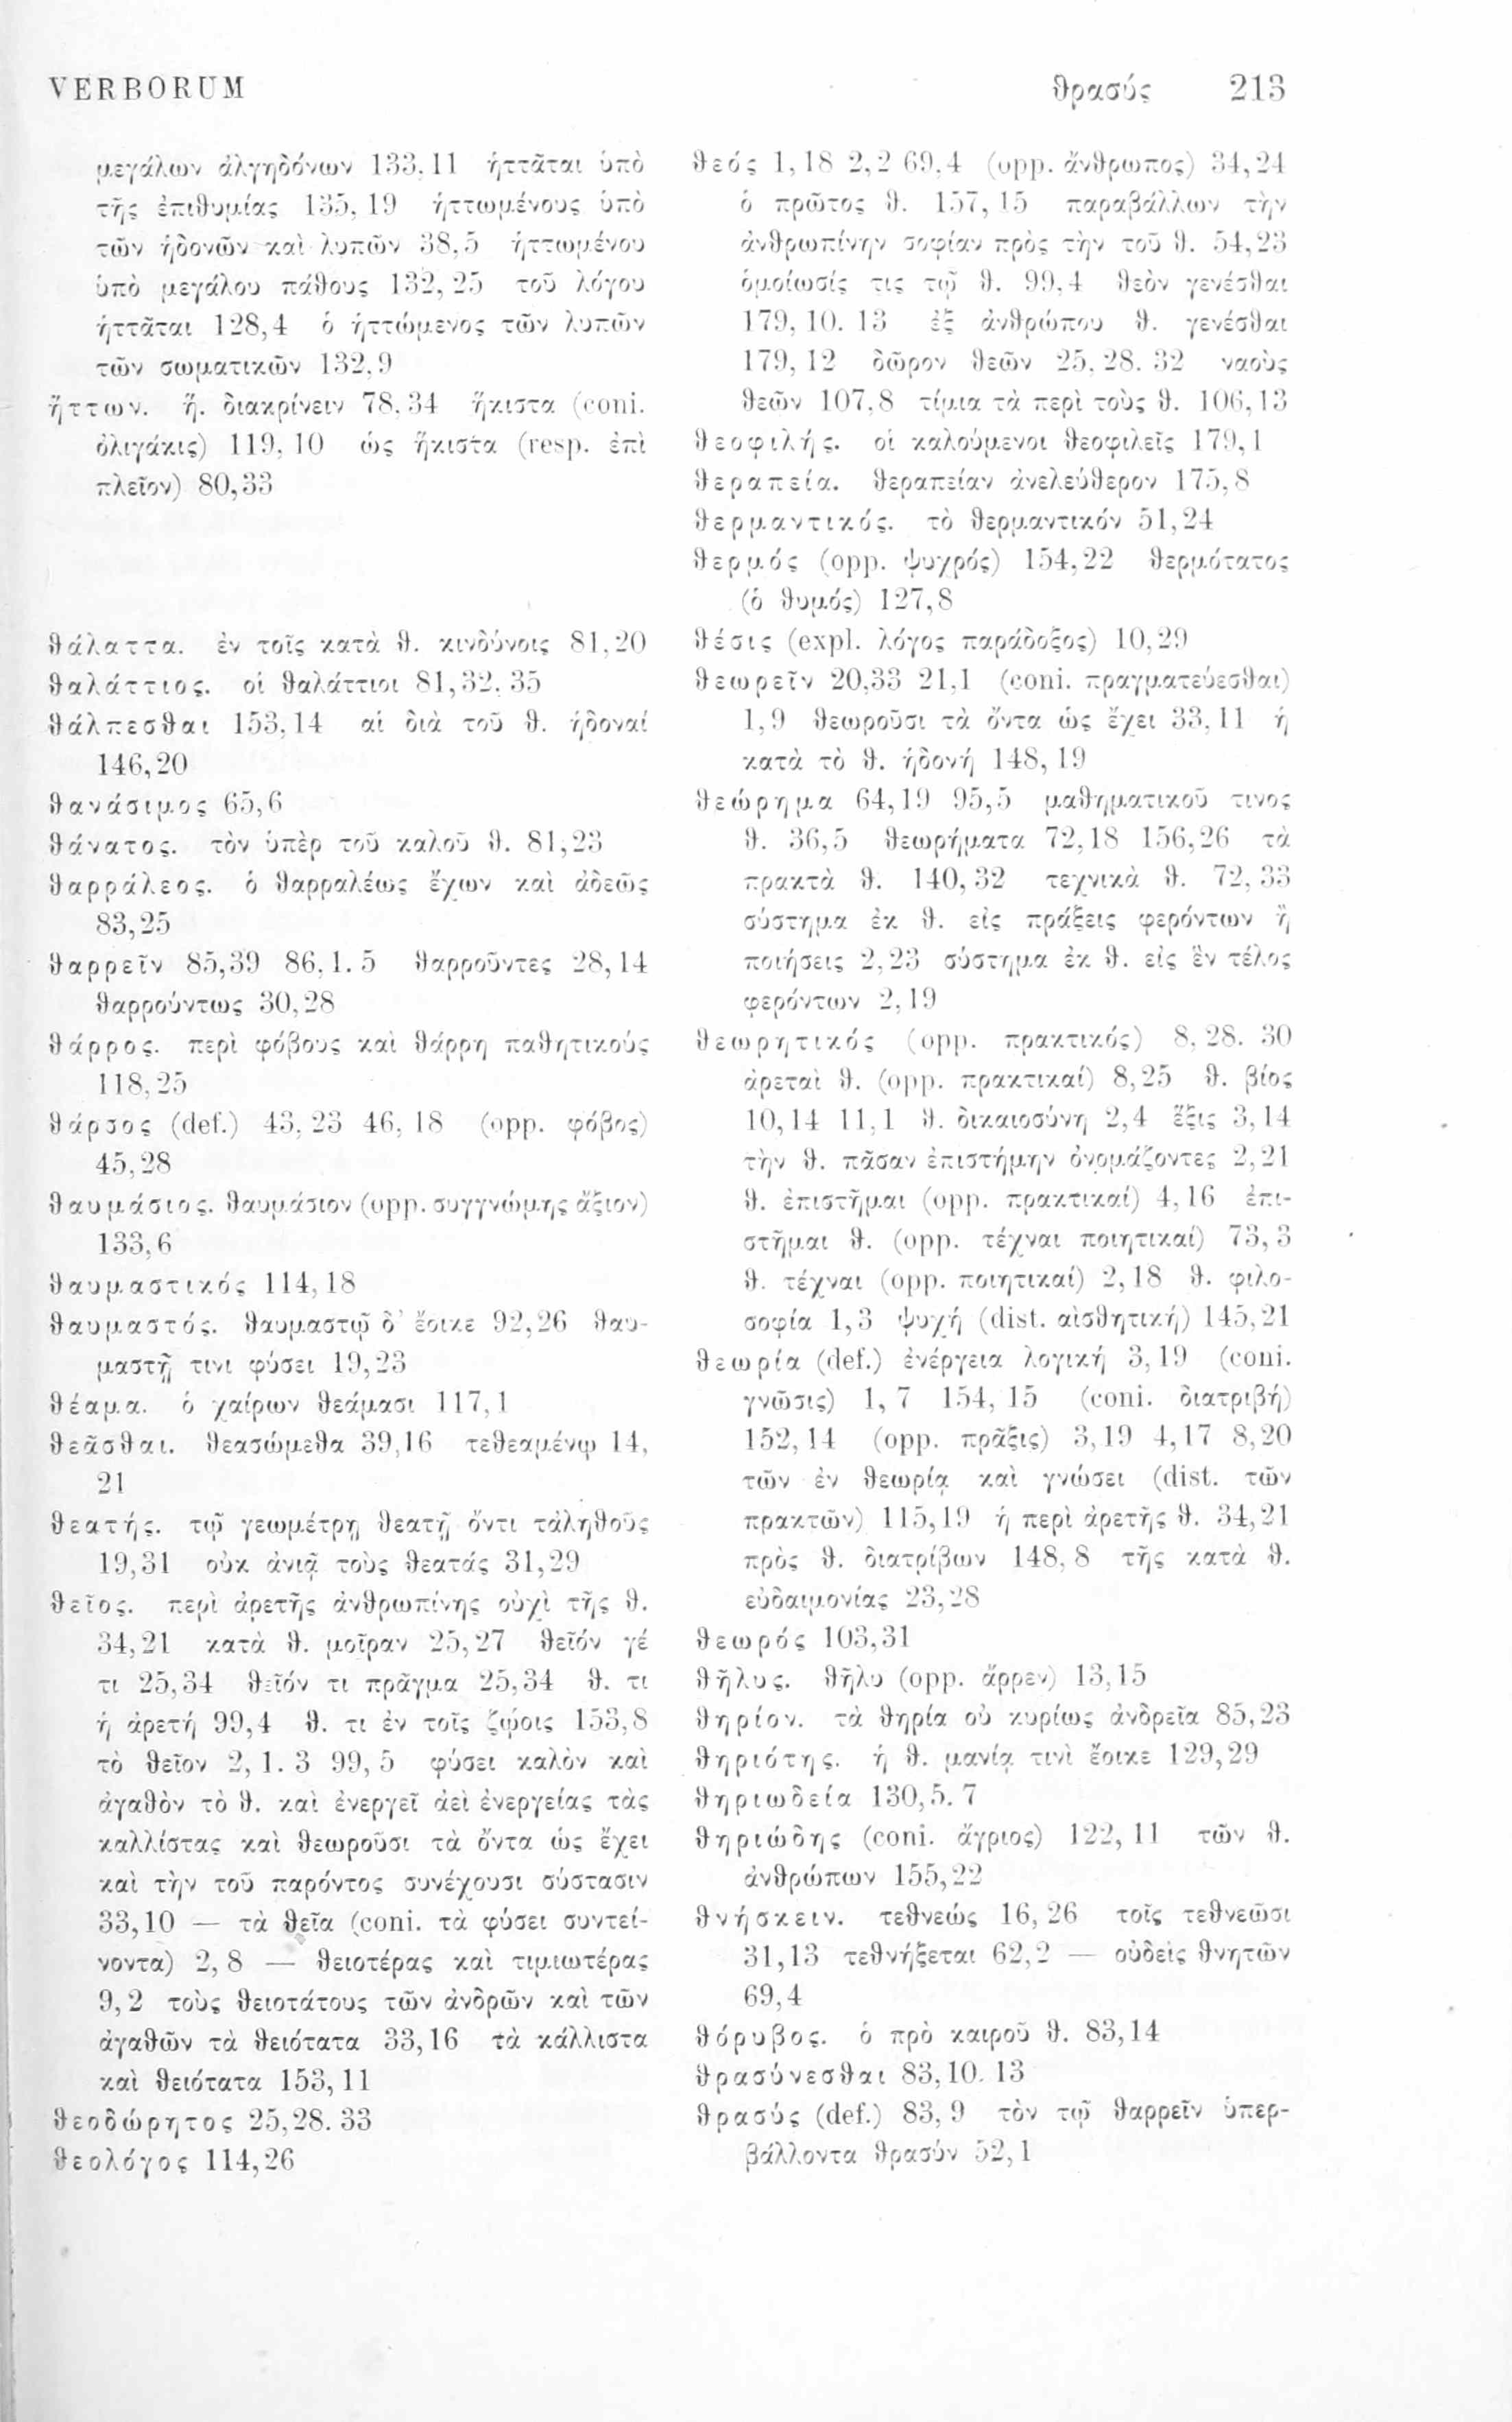 VERBORUM
θρασύς 213
μεγάλων ἀλγηδόνων 133,11 ἡττᾶται ὑπὸ
τῆς ἐπιθυμίας 135,19 ἡττωμένους ὑπὸ
τῶν ἡδονῶν καὶ λυπῶν 38,5 ἡττωμένου
ὑπὸ μεγάλου πάθους 132,25 τοῦ λόγου
ἡττᾶται 128,4 ὁ ἡττώμενος τῶν λυπῶν
τῶν σωματικῶν 132,9
ἥττων. ἥ. διακρίνειν 78,34 ἥκιστα (coni.
ὀλιγάκις) 119,10 ὡς ἥκιστα (resp. ἐπὶ
πλεῖον) 80,33
θάλαττα. ἐν τοῖς κατὰ θ. κινδύνοις 81,20
θαλάττιος. οἱ θαλάττιοι 81,32. 35
θάλπεσθαι 153,14 αἱ διὰ τοῦ θ. ἡδοναί
146,20
θανάσιμος 65,6
θάνατος. τὸν ὑπὲρ τοῦ καλοῦ θ. 81,23
θαρράλεος. ὁ θαρραλέως ἔχων καὶ ἀδεῶς
83,25
θαρρεῖν 85,39 86,1. 5 θαρροῦντες 28,14
θαρρούντως 30,28
θάρρος. περὶ φόβους καὶ θάρρη παθητικούς
118,25
θάρσος (def.) 43,23 46,18 (opp. φόβος)
45,28
θαυμάσιος. θαυμάσιον (opp. συγγνώμης ἄξιον)
133,6
θαυμαστικός 114,18
θαυμαστός. θαυμαστῷ δ' ἔοικε 92,26 θαυ-
μαστῇ τινι φύσει 19,23
θέαμα. ὁ χαίρων θεάμασι 117,1
θεᾶσθαι. θεασώμεθα 39,16 τεθεαμένῳ 14,
21
θεατής. τῷ γεωμέτρῃ θεατῇ ὄντι τἀληθοῦς
19,31 οὐκ ἀνιᾷ τοὺς θεατάς 31,29
θεῖος. περὶ ἀρετῆς ἀνθρωπίνης οὐχὶ τῆς θ.
34,21 κατὰ θ. μοῖραν 25,27 θεῖόν γέ
τι 25,34 θεῖόν τι πρᾶγμα 25,34 θ. τι
ἡ ἀρετή 99,4 θ. τι ἐν τοῖς ζῴοις 153,8
τὸ θεῖον 2,1. 3 99,5 φύσει καλὸν καὶ
ἀγαθὸν τὸ θ. καὶ ἐνεργεῖ ἀεὶ ἐνεργείας τὰς
καλλίστας καὶ θεωροῦσι τὰ ὄντα ὡς ἔχει
καὶ τὴν τοῦ παρόντος συνέχουσι σύστασιν
33,10 — τὰ θεῖα (coni. τὰ φύσει συντεί-
νοντα) 2,8 — θειοτέρας καὶ τιμιωτέρας
9,2 τοὺς θειοτάτους τῶν ἀνδρῶν καὶ τῶν
ἀγαθῶν τὰ θειότατα 33,16 τὰ κάλλιστα
καὶ θειότατα 153,11
θεοδώρητος 25,28. 33
θεολόγος 114,26
θεός 1,18 2,2 69,4 (opp. ἄνθρωπος) 34,24
ὁ πρῶτος θ. 157,15 παραβάλλων τὴν
ἀνθρωπίνην σοφίαν πρὸς τὴν τοῦ θ. 54,23
ὁμοίωσίς τις τῷ θ. 99,4 θεὸν γενέσθαι
179,10. 13 ἐξ ἀνθρώπου θ. γενέσθαι
179,12 δῶρον θεῶν 25,28. 32 ναοὺς
θεῶν 107,8 τίμια τὰ περὶ τοὺς θ. 106,13
θεοφιλής. οἱ καλούμενοι θεοφιλεῖς 179,1
θεραπεία. θεραπείαν ἀνελεύθερον 175,8
θερμαντικός. τὸ θερμαντικόν 51,24
θερμός (opp. ψυχρός) 154,22 θερμότατος
(ὁ θυμός) 127,8
θέσις (expl. λόγος παράδοξος) 10,29
θεωρεῖν 20,33 21,1 (coni. πραγματεύεσθαι)
1,9 θεωροῦσι τὰ ὄντα ὡς ἔχει 33,11 ἡ
κατὰ τὸ θ. ἡδονή 148,19
θεώρημα 64,19 95,5 μαθηματικοῦ τινος
θ. 36,5 θεωρήματα 72,18 156,26 τὰ
πρακτὰ θ. 140,32 τεχνικὰ θ. 72,33
σύστημα ἐκ θ. εἰς πράξεις φερόντων ἢ
ποιήσεις 2,23 σύστημα ἐκ θ. εἰς ἓν τέλος
φερόντων 2,19
θεωρητικός (opp. πρακτικός) 8,28. 30
ἀρεταὶ θ. (opp. πρακτικαί) 8,25 θ. βίος
10,14 11,1 θ. δικαιοσύνη 2,4 ἕξις 3,14
τὴν θ. πᾶσαν ἐπιστήμην ὀνομάζοντες 2,21
θ. ἐπιστῆμαι (opp. πρακτικαί) 4,16 ἐπι-
στῆμαι θ. (opp. τέχναι ποιητικαί) 73,3
θ. τέχναι (opp. ποιητικαί) 2,18 θ. φιλο-
σοφία 1,3 ψυχή (dist. αἰσθητική) 145,21
θεωρία (def.) ἐνέργεια λογική 3,19 (coni.
γνῶσις) 1,7 154,15 (coni. διατριβή)
152,14 (opp. πρᾶξις) 3,19 4,17 8,20
τῶν ἐν θεωρίᾳ καὶ γνώσει (dist. τῶν
πρακτῶν) 115,19 ἡ περὶ ἀρετῆς θ. 34,21
πρὸς θ. διατρίβων 148,8 τῆς κατὰ θ.
εὐδαιμονίας 23,28
θεωρός 103,31
θῆλυς. θῆλυ (opp. ἄρρεν) 13,15
θηρίον. τὰ θηρία οὐ κυρίως ἀνδρεῖα 85,23
θηριότης. ἡ θ. μανίᾳ τινὶ ἔοικε 129,29
θηριωδεία 130,5. 7
θηριώδης (coni. ἄγριος) 122,11 τῶν θ.
ἀνθρώπων 155,22
θνήσκειν. τεθνεώς 16,26 τοῖς τεθνεῶσι
31,13 τεθνήξεται 62,2 — οὐδεὶς θνητῶν
69,4
θόρυβος. ὁ πρὸ καιροῦ θ. 83,14
θρασύνεσθαι 83,10. 13
θρασύς (def.) 83,9 τὸν τῷ θαρρεῖν ὑπερ-
βάλλοντα θρασύν 52,1